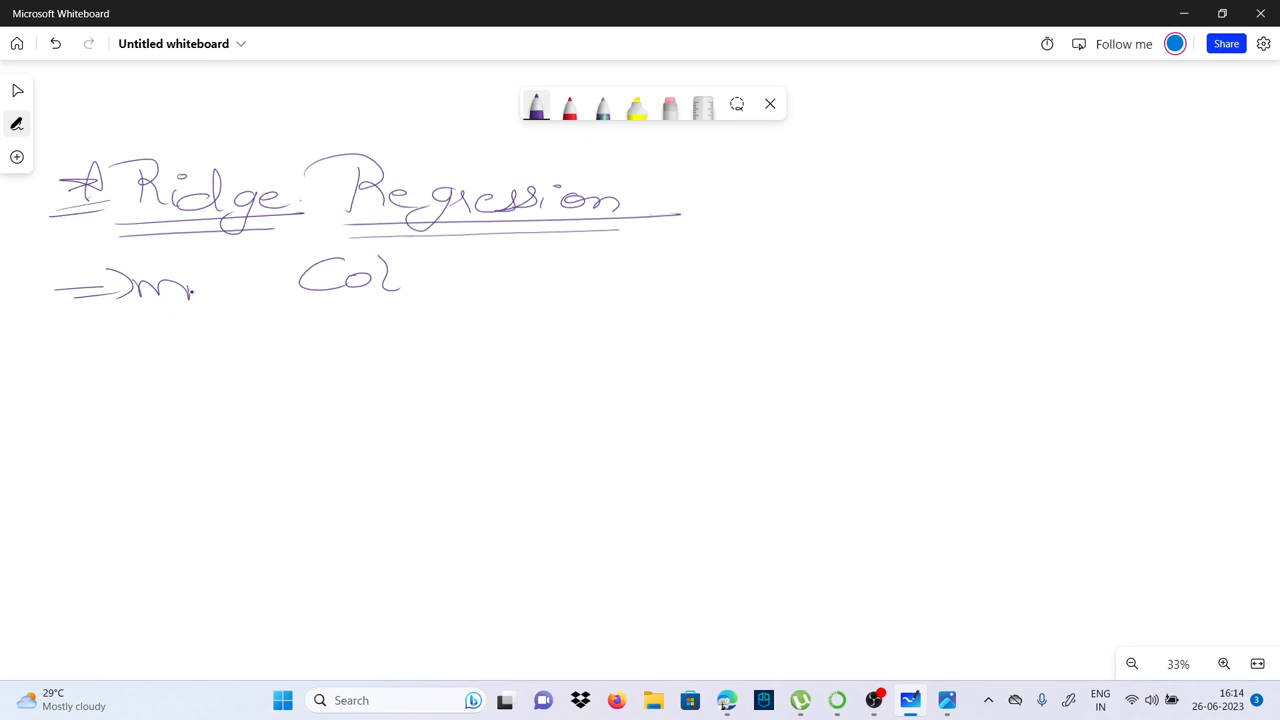 Microsoft Whiteboard
Untitled whiteboard
Follow me
Share
* Ridge Regression
⇒ m Col
33%
29°C
Mostly cloudy
Search
ENG
IN
16:14
26-06-2023
3